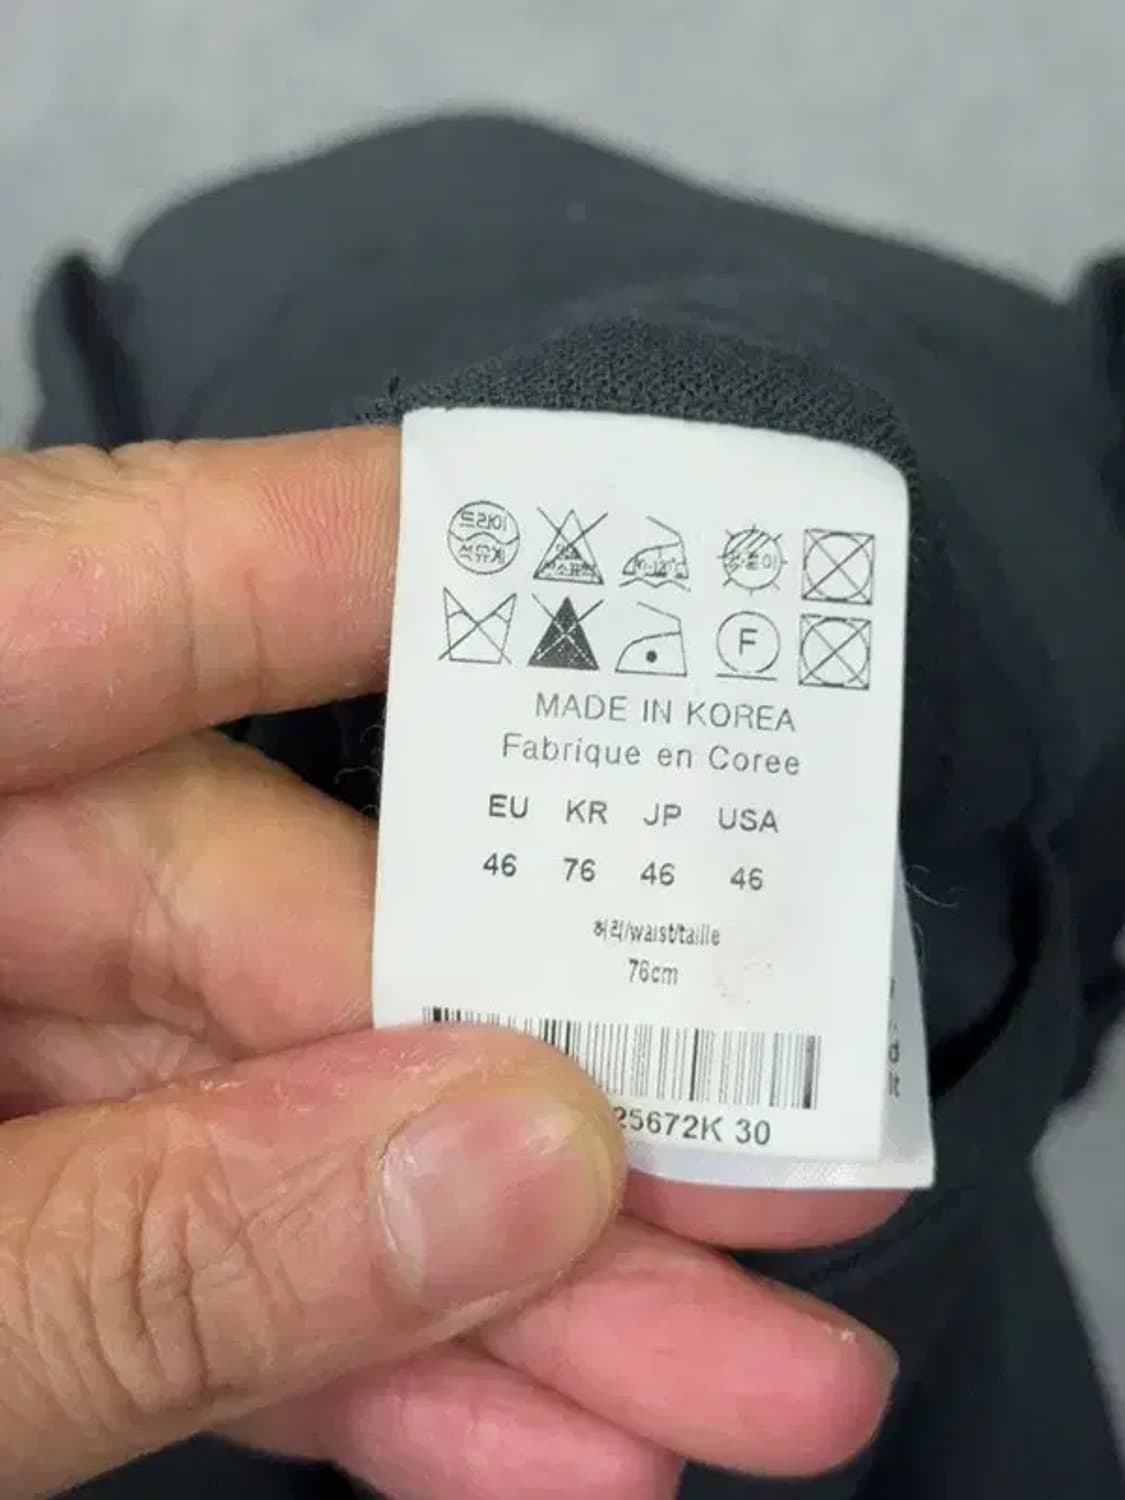 드라이
석유계
F
MADE IN KOREA
Fabrique en Coree
EU KR JP USA
46 76 46 46
허리/waist/taille
76cm
25672K 30
d
lt